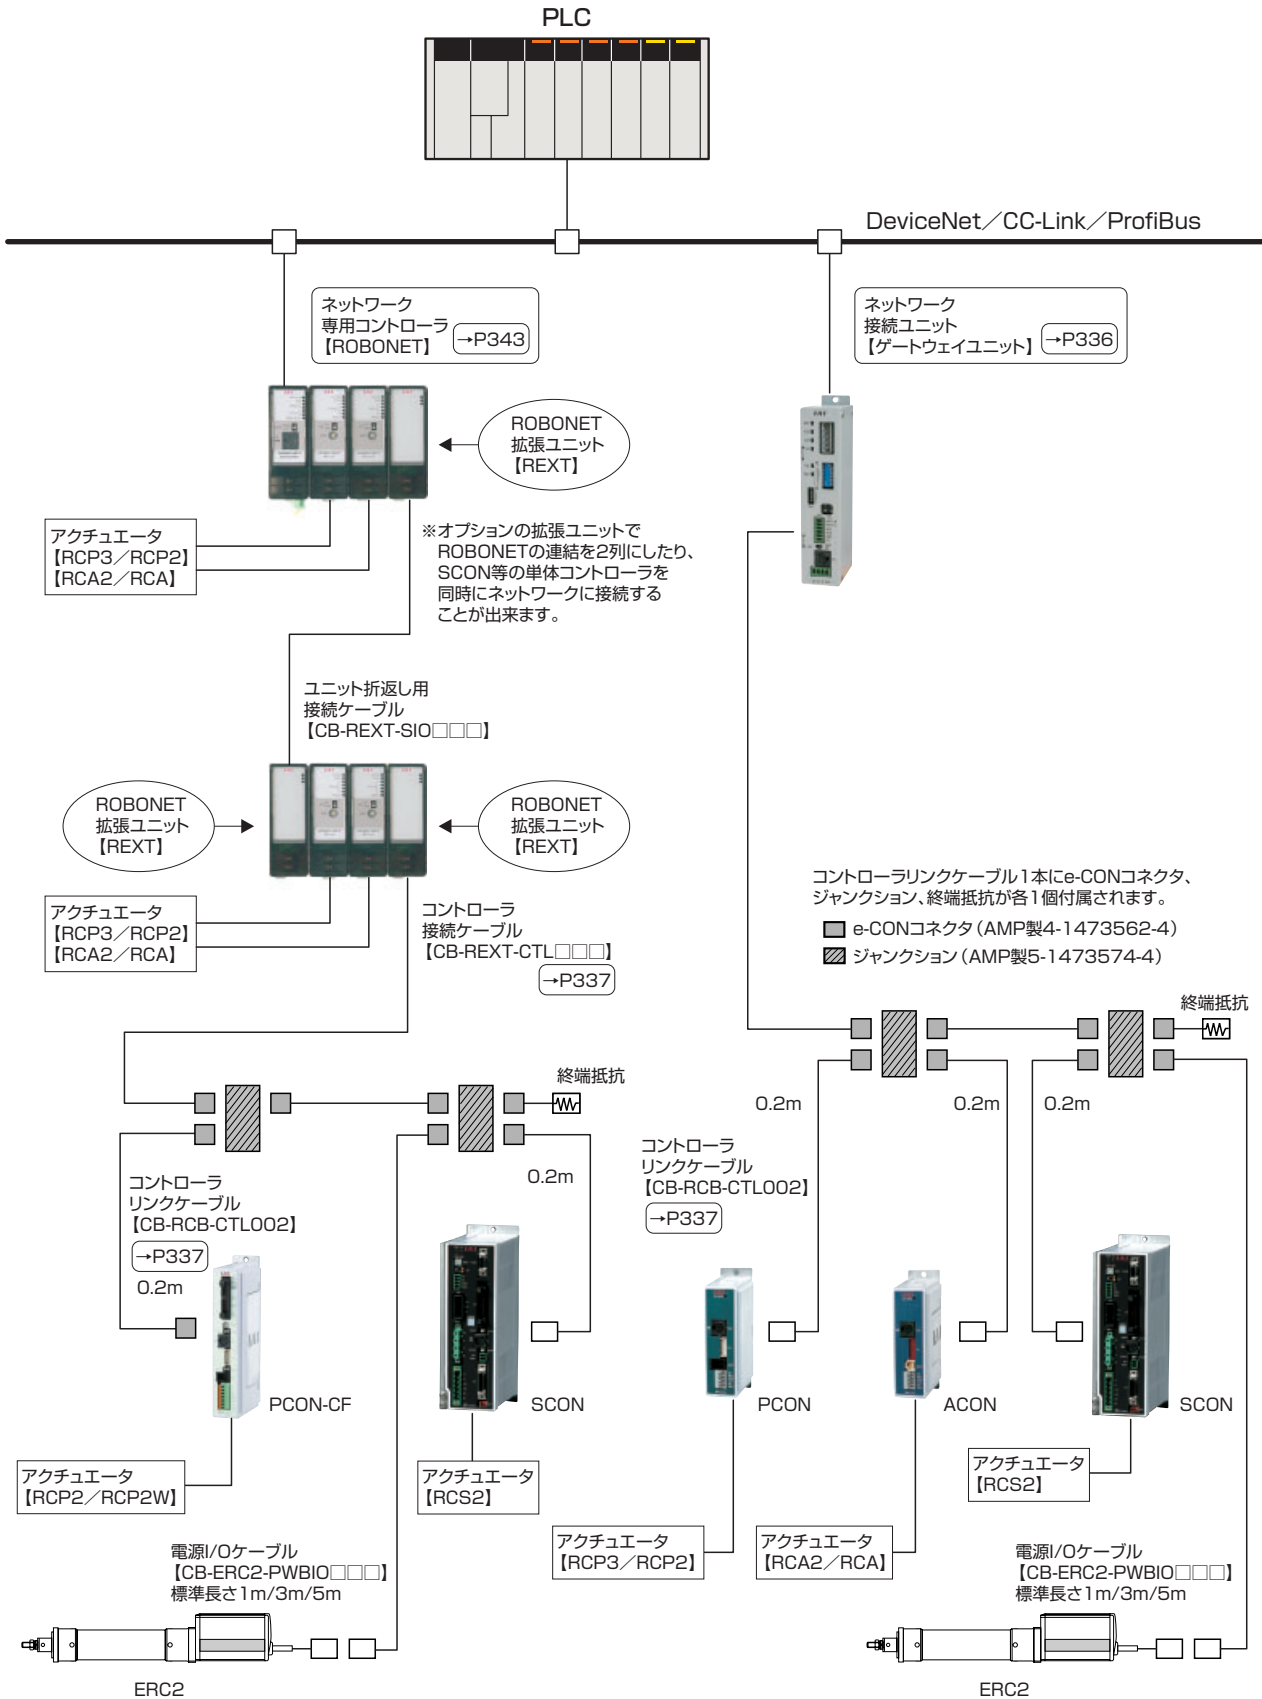 PLC
DeviceNet／CC-Link／ProfiBus
ネットワーク
専用コントローラ
【ROBONET】
→P343
ネットワーク
接続ユニット
【ゲートウェイユニット】
→P336
ROBONET
拡張ユニット
【REXT】
アクチュエータ
【RCP3／RCP2】
【RCA2／RCA】
※オプションの拡張ユニットで
ROBONETの連結を2列にしたり、
SCON等の単体コントローラを
同時にネットワークに接続する
ことが出来ます。
ユニット折返し用
接続ケーブル
【CB-REXT-SIO□□□】
ROBONET
拡張ユニット
【REXT】
ROBONET
拡張ユニット
【REXT】
アクチュエータ
【RCP3／RCP2】
【RCA2／RCA】
コントローラ
接続ケーブル
【CB-REXT-CTL□□□】
→P337
コントローラリンクケーブル1本にe-CONコネクタ、
ジャンクション、終端抵抗が各1個付属されます。
e-CONコネクタ（AMP製4-1473562-4）
ジャンクション（AMP製5-1473574-4）
終端抵抗
終端抵抗
0.2m
0.2m
0.2m
コントローラ
リンクケーブル
【CB-RCB-CTL002】
→P337
0.2m
0.2m
コントローラ
リンクケーブル
【CB-RCB-CTL002】
→P337
PCON-CF
SCON
PCON
ACON
SCON
アクチュエータ
【RCP2／RCP2W】
アクチュエータ
【RCS2】
アクチュエータ
【RCP3／RCP2】
アクチュエータ
【RCA2／RCA】
アクチュエータ
【RCS2】
電源I/Oケーブル
【CB-ERC2-PWBIO□□□】
標準長さ1m/3m/5m
電源I/Oケーブル
【CB-ERC2-PWBIO□□□】
標準長さ1m/3m/5m
ERC2
ERC2